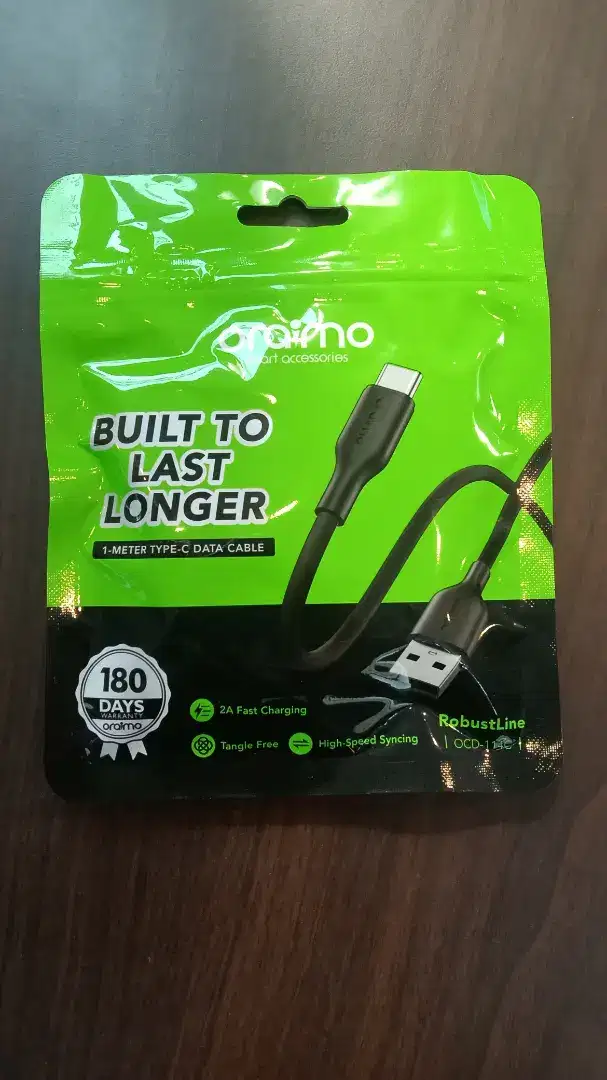 oraimo
art accessories
BUILT TO
LAST
LONGER
1-METER TYPE-C DATA CABLE
180
DAYS
WARRANTY
oraimo
2A Fast Charging
Tangle Free
High-Speed Syncing
RobustLine